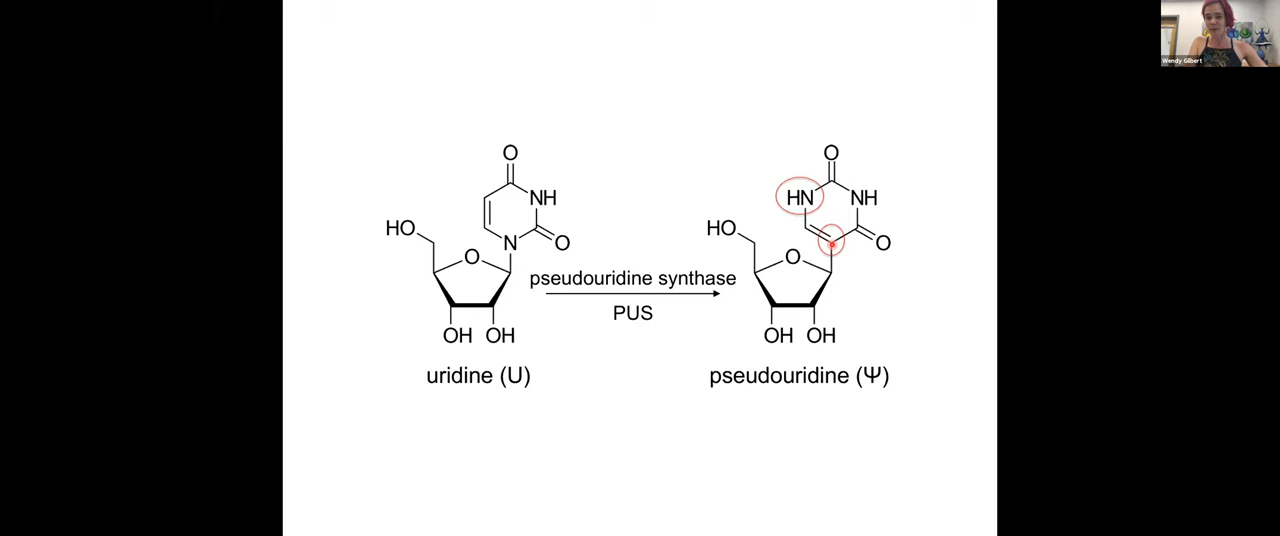 Wendy Gilbert
O
O
NH
HN
NH
HO
N
O
HO
O
O
O
pseudouridine synthase
PUS
OH
OH
OH
OH
uridine (U)
pseudouridine (Ψ)